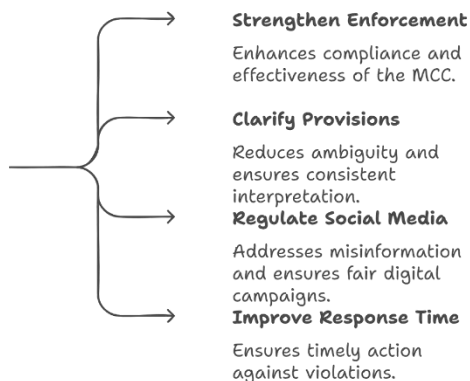 Strengthen Enforcement
Enhances compliance and
effectiveness of the MCC.
Clarify Provisions
Reduces ambiguity and
ensures consistent
interpretation.
Regulate Social Media
Addresses misinformation
and ensures fair digital
campaigns.
Improve Response Time
Ensures timely action
against violations.